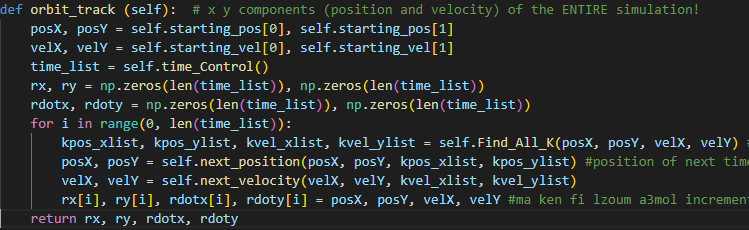 def orbit_track (self):  # x y components (position and velocity) of the ENTIRE simulation!
    posX, posY = self.starting_pos[0], self.starting_pos[1]
    velX, velY = self.starting_vel[0], self.starting_vel[1]
    time_list = self.time_Control()
    rx, ry = np.zeros(len(time_list)), np.zeros(len(time_list))
    rdotx, rdoty = np.zeros(len(time_list)), np.zeros(len(time_list))
    for i in range(0, len(time_list)):
        kpos_xlist, kpos_ylist, kvel_xlist, kvel_ylist = self.Find_All_K(posX, posY, velX, velY) #
        posX, posY = self.next_position(posX, posY, kpos_xlist, kpos_ylist) #position of next time
        velX, velY = self.next_velocity(velX, velY, kvel_xlist, kvel_ylist)
        rx[i], ry[i], rdotx[i], rdoty[i] = posX, posY, velX, velY #ma ken fi lzoum a3mol increment
    return rx, ry, rdotx, rdoty